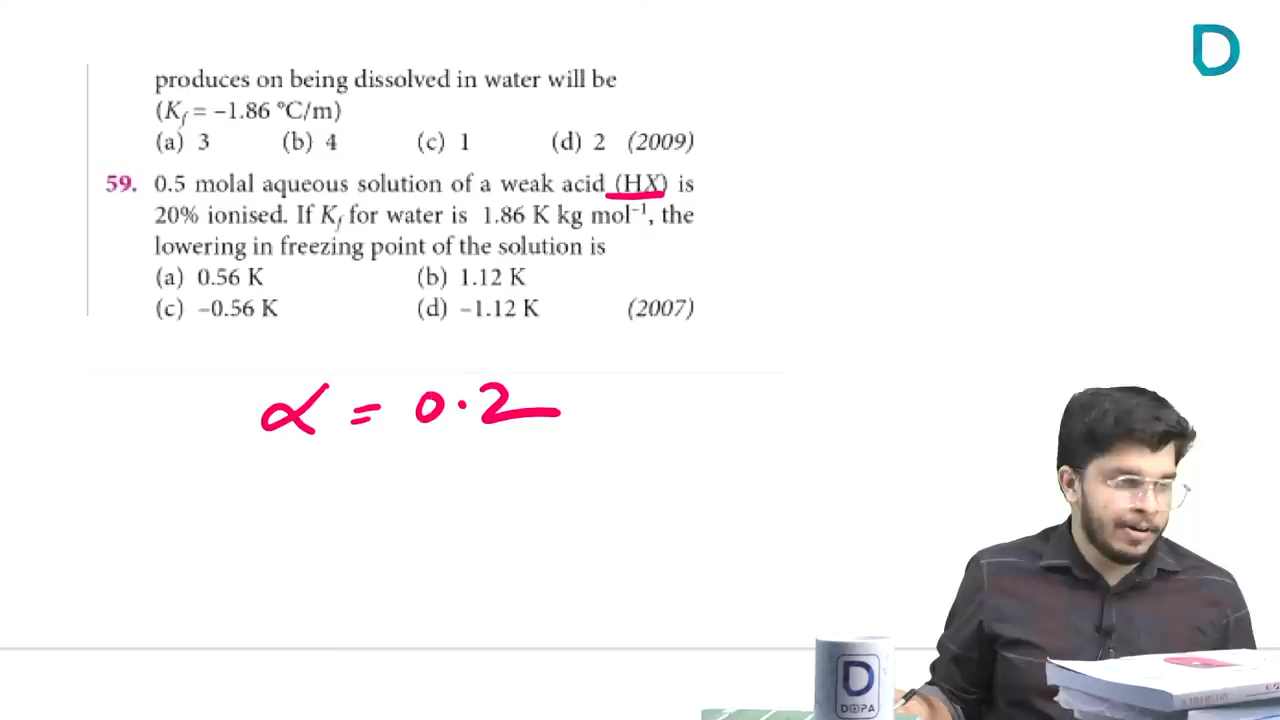 D
produces on being dissolved in water will be
(K_f = –1.86 °C/m)
(a) 3 (b) 4 (c) 1 (d) 2 (2009)
59. 0.5 molal aqueous solution of a weak acid (HX) is
20% ionised. If K_f for water is 1.86 K kg mol⁻¹, the
lowering in freezing point of the solution is
(a) 0.56 K (b) 1.12 K
(c) –0.56 K (d) –1.12 K (2007)
α = 0.2
D
DOPA